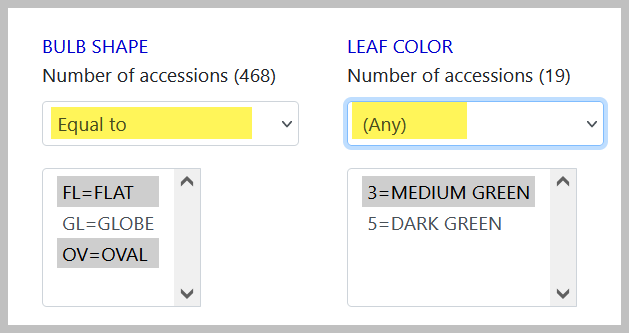 BULB SHAPE
Number of accessions (468)
Equal to
FL=FLAT
GL=GLOBE
OV=OVAL
LEAF COLOR
Number of accessions (19)
(Any)
3=MEDIUM GREEN
5=DARK GREEN